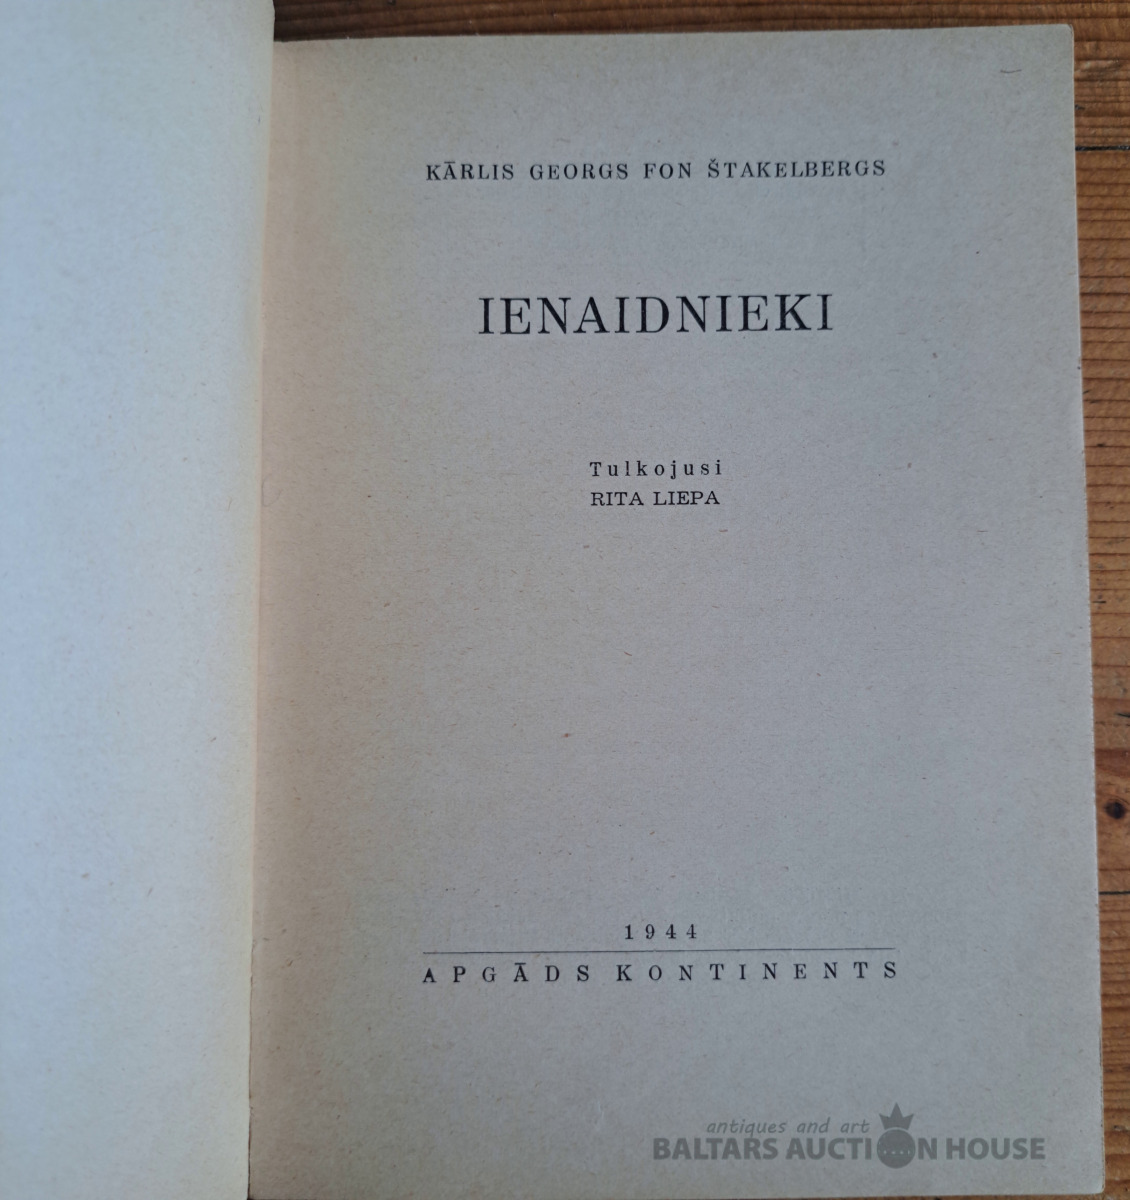 KĀRLIS GEORGS FON ŠTAKELBERGS
IENAIDNIEKI
Tulkojusi
RITA LIEPA
1944
APGĀDS KONTINENTS
antiques and art
BALTARS AUCTION HOUSE